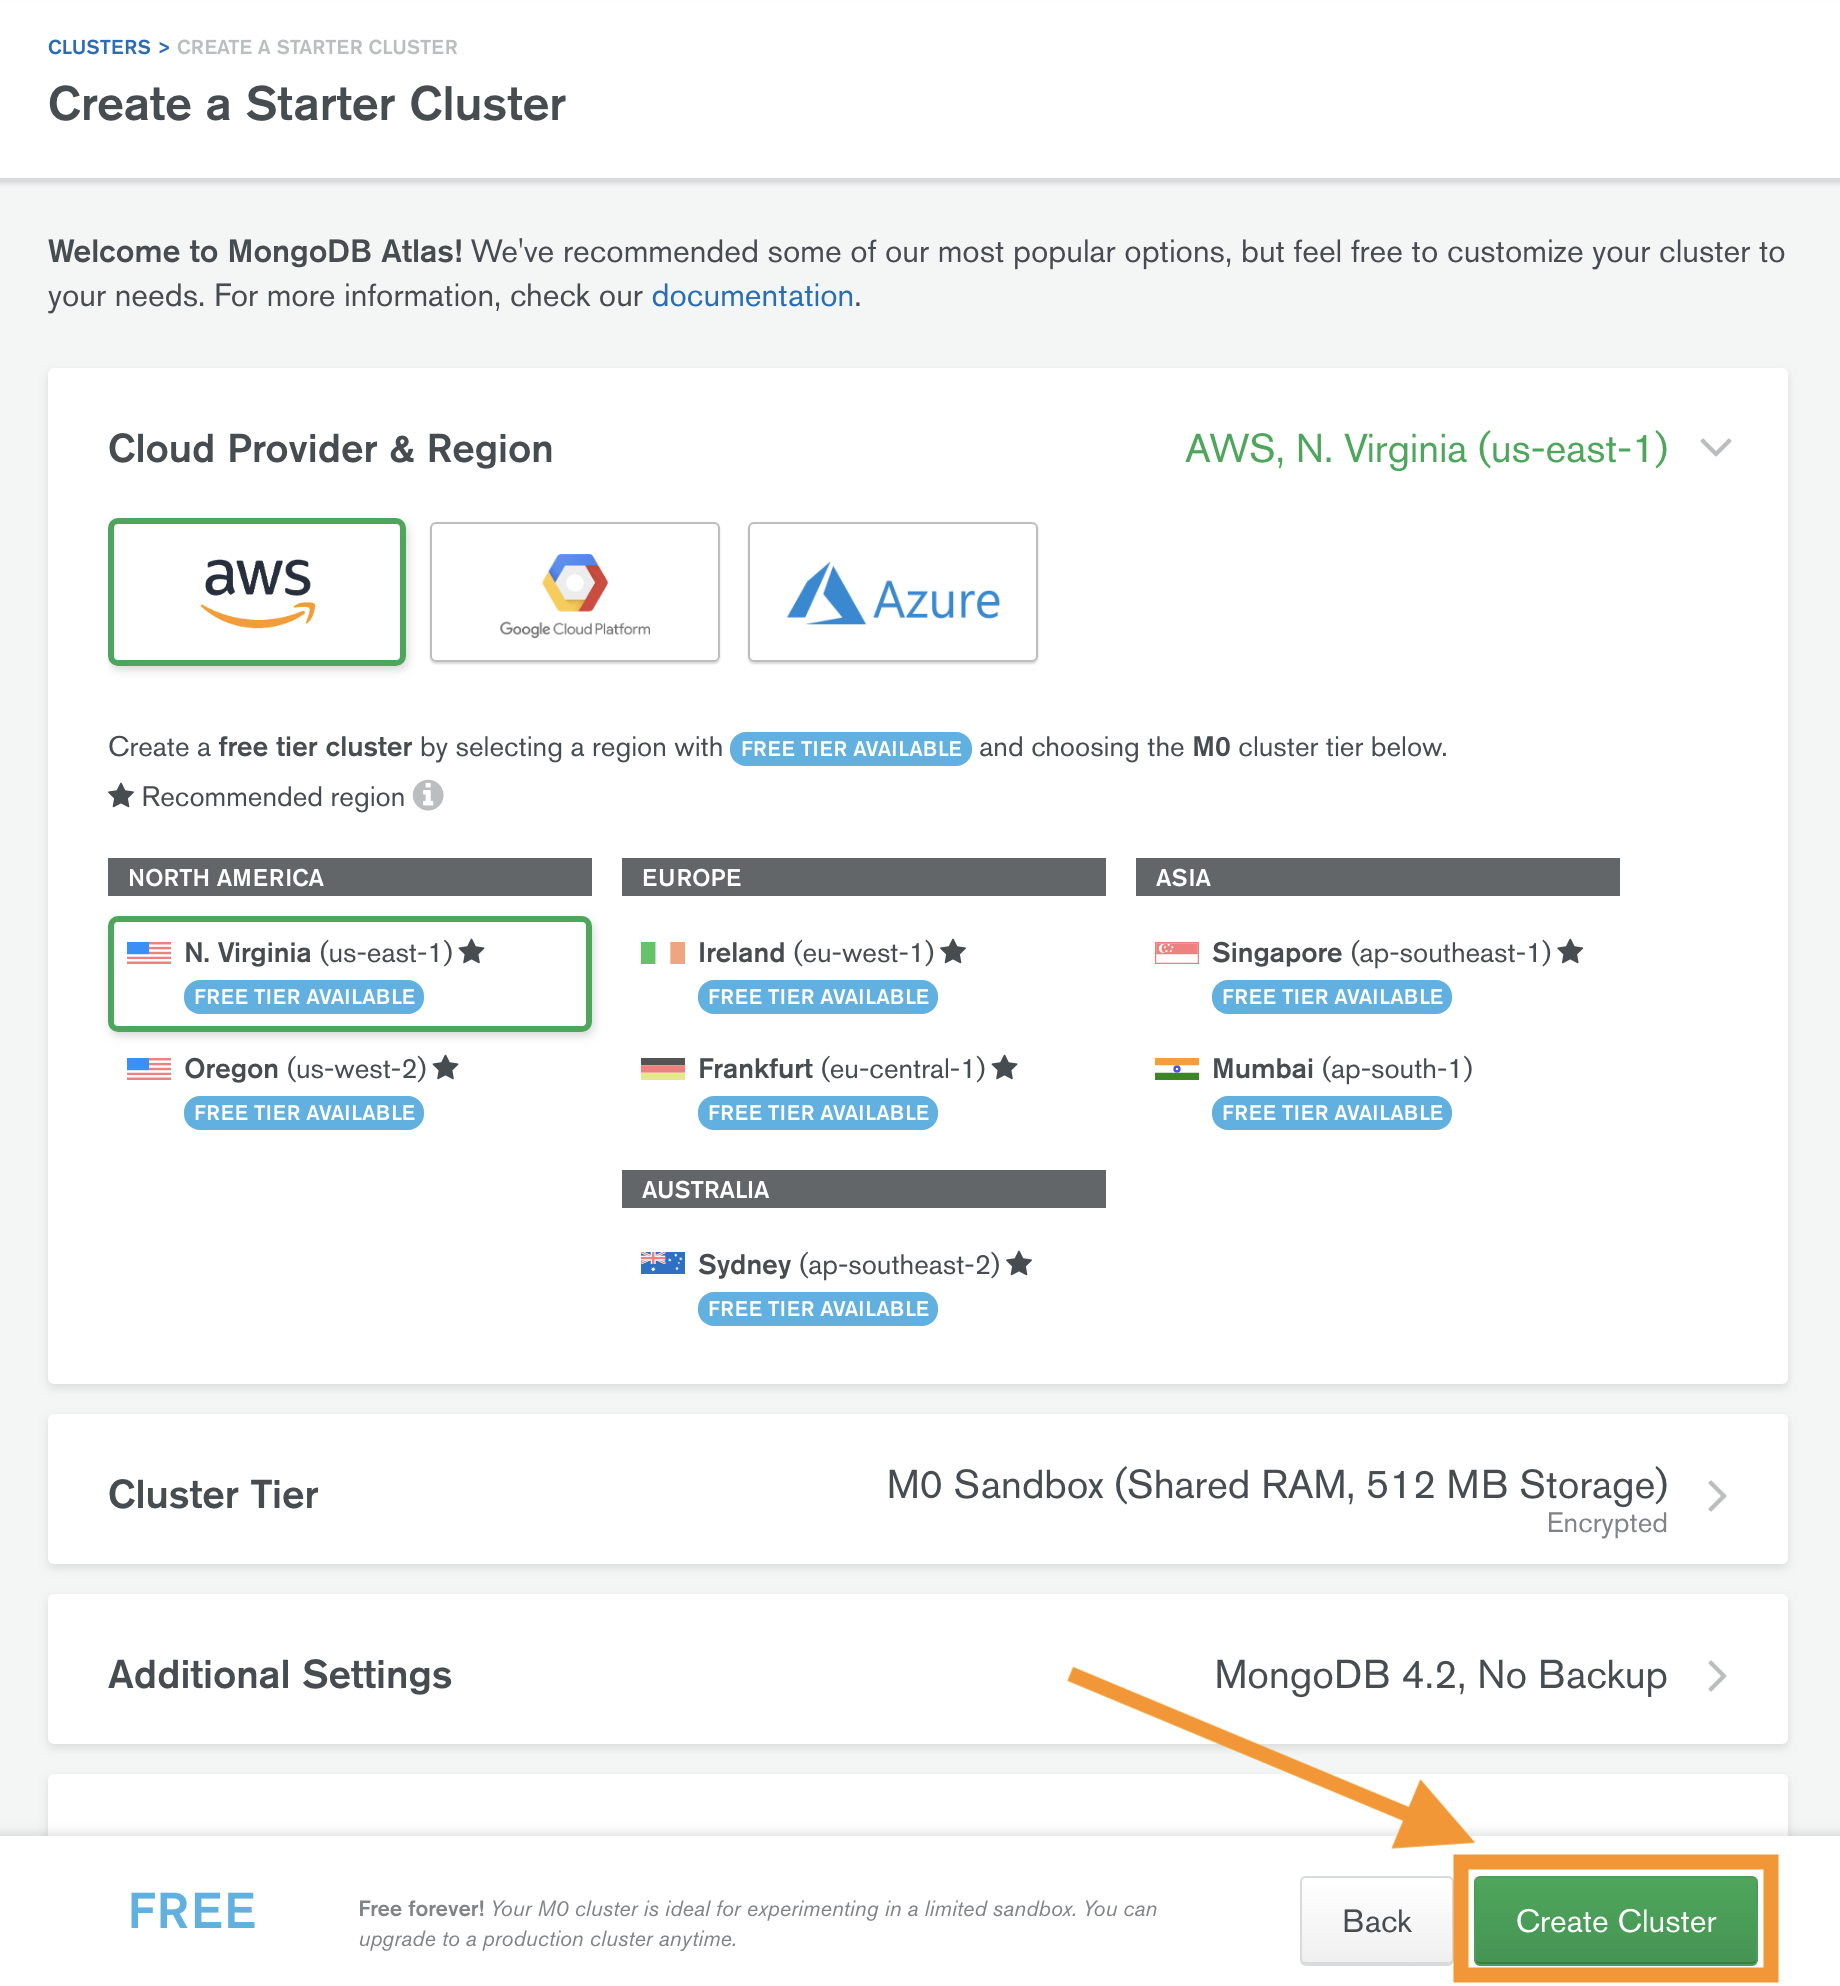 CLUSTERS > CREATE A STARTER CLUSTER
Create a Starter Cluster
Welcome to MongoDB Atlas! We've recommended some of our most popular options, but feel free to customize your cluster to
your needs. For more information, check our documentation.
Cloud Provider & Region
AWS, N. Virginia (us-east-1)
aws
Google Cloud Platform
Azure
Create a free tier cluster by selecting a region with FREE TIER AVAILABLE and choosing the M0 cluster tier below.
★ Recommended region
NORTH AMERICA
N. Virginia (us-east-1) ★
FREE TIER AVAILABLE
Oregon (us-west-2) ★
FREE TIER AVAILABLE
EUROPE
Ireland (eu-west-1) ★
FREE TIER AVAILABLE
Frankfurt (eu-central-1) ★
FREE TIER AVAILABLE
ASIA
Singapore (ap-southeast-1) ★
FREE TIER AVAILABLE
Mumbai (ap-south-1)
FREE TIER AVAILABLE
AUSTRALIA
Sydney (ap-southeast-2) ★
FREE TIER AVAILABLE
Cluster Tier
M0 Sandbox (Shared RAM, 512 MB Storage)
Encrypted
Additional Settings
MongoDB 4.2, No Backup
FREE
Free forever! Your M0 cluster is ideal for experimenting in a limited sandbox. You can
upgrade to a production cluster anytime.
Back
Create Cluster